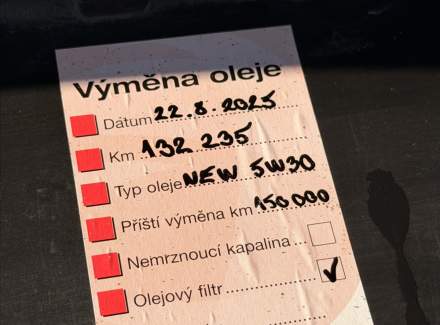 Výměna oleje
Dátum 22.8.2025
Km 132 235
Typ oleje NEW 5W30
Příští výměna km 150 000
Nemrznoucí kapalina ...
Olejový filtr .................... ✓